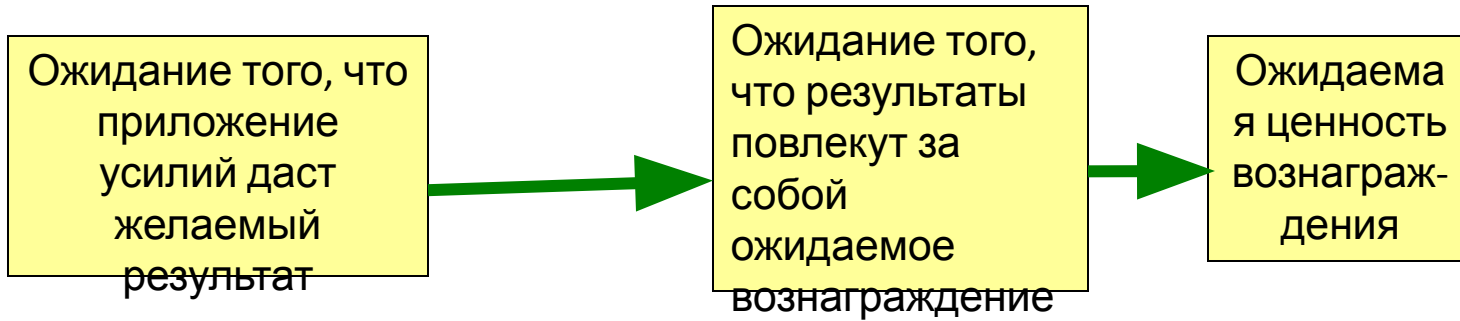 Ожидание того, что
приложение
усилий даст
желаемый
результат
Ожидание того,
что результаты
повлекут за
собой
ожидаемое
вознаграждение
Ожидаема
я ценность
вознаграж-
дения